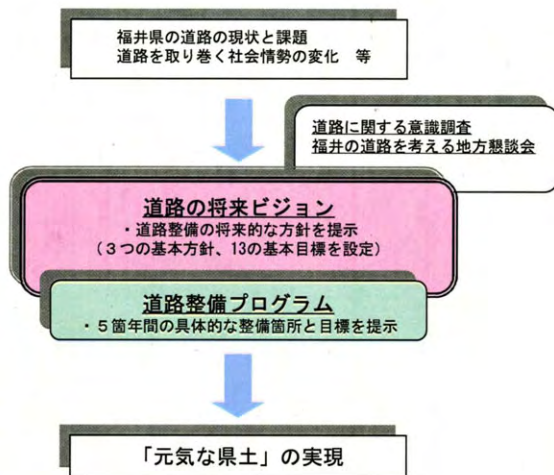 福井県の道路の現状と課題
道路を取り巻く社会情勢の変化　等
道路に関する意識調査
福井の道路を考える地方懇談会
道路の将来ビジョン
・道路整備の将来的な方針を提示
（３つの基本方針、13の基本目標を設定）
道路整備プログラム
・５箇年間の具体的な整備箇所と目標を提示
「元気な県土」の実現